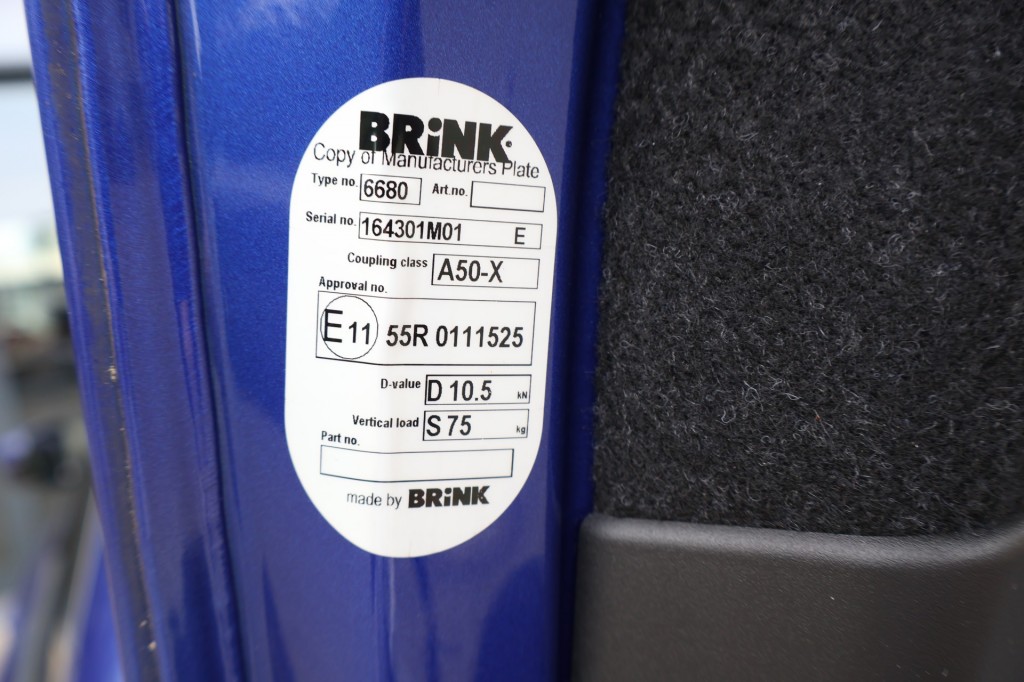 BRiNK
Copy of Manufacturers Plate
Type no. 6680 Art.no.
Serial no. 164301M01 E
Coupling class A50-X
Approval no.
E11 55R 0111525
D-value D 10.5 kN
Vertical load S 75 kg
Part no.
made by BRiNK